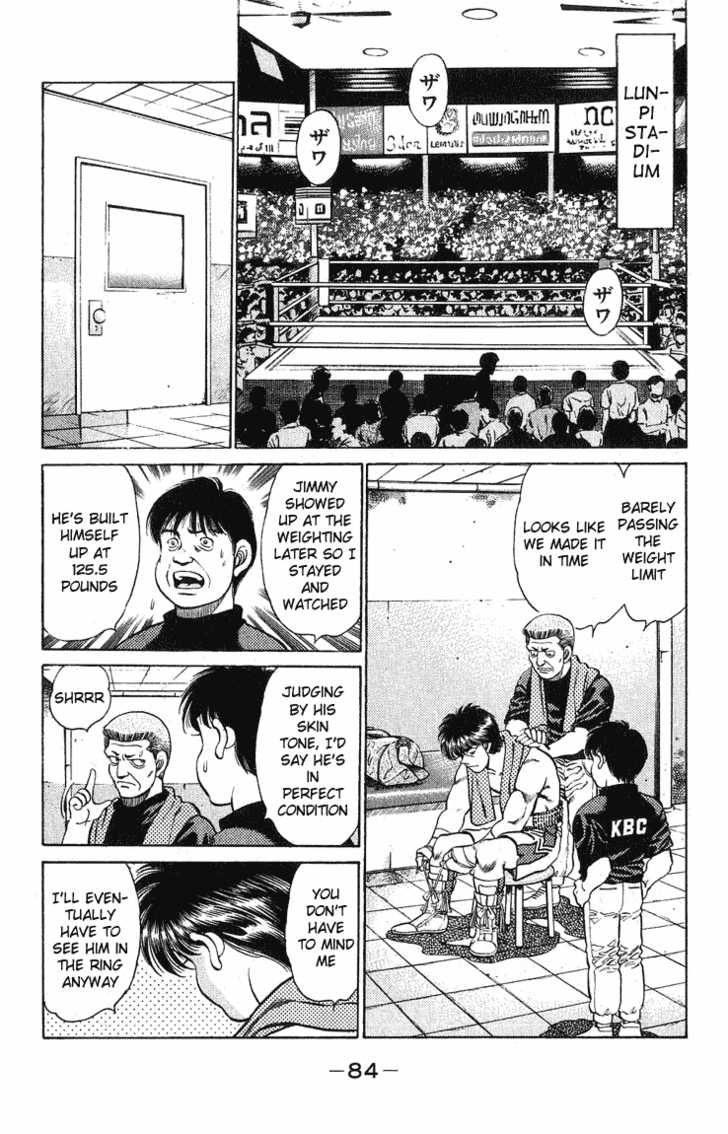 LUN-
PI
STA-
DI-
UM
ザワ
ザワ
ザワ
BARELY
PASSING
THE
WEIGHT
LIMIT
LOOKS LIKE
WE MADE IT
IN TIME
KBC
JIMMY
SHOWED
UP AT THE
WEIGHTING
LATER SO I
STAYED
AND
WATCHED
HE'S BUILT
HIMSELF
UP AT
125.5
POUNDS
JUDGING
BY HIS
SKIN
TONE, I'D
SAY HE'S
IN
PERFECT
CONDITION
SHRRR
YOU
DON'T
HAVE
TO MIND
ME
I'LL EVEN-
TUALLY
HAVE TO
SEE HIM IN
THE RING
ANYWAY
-84-